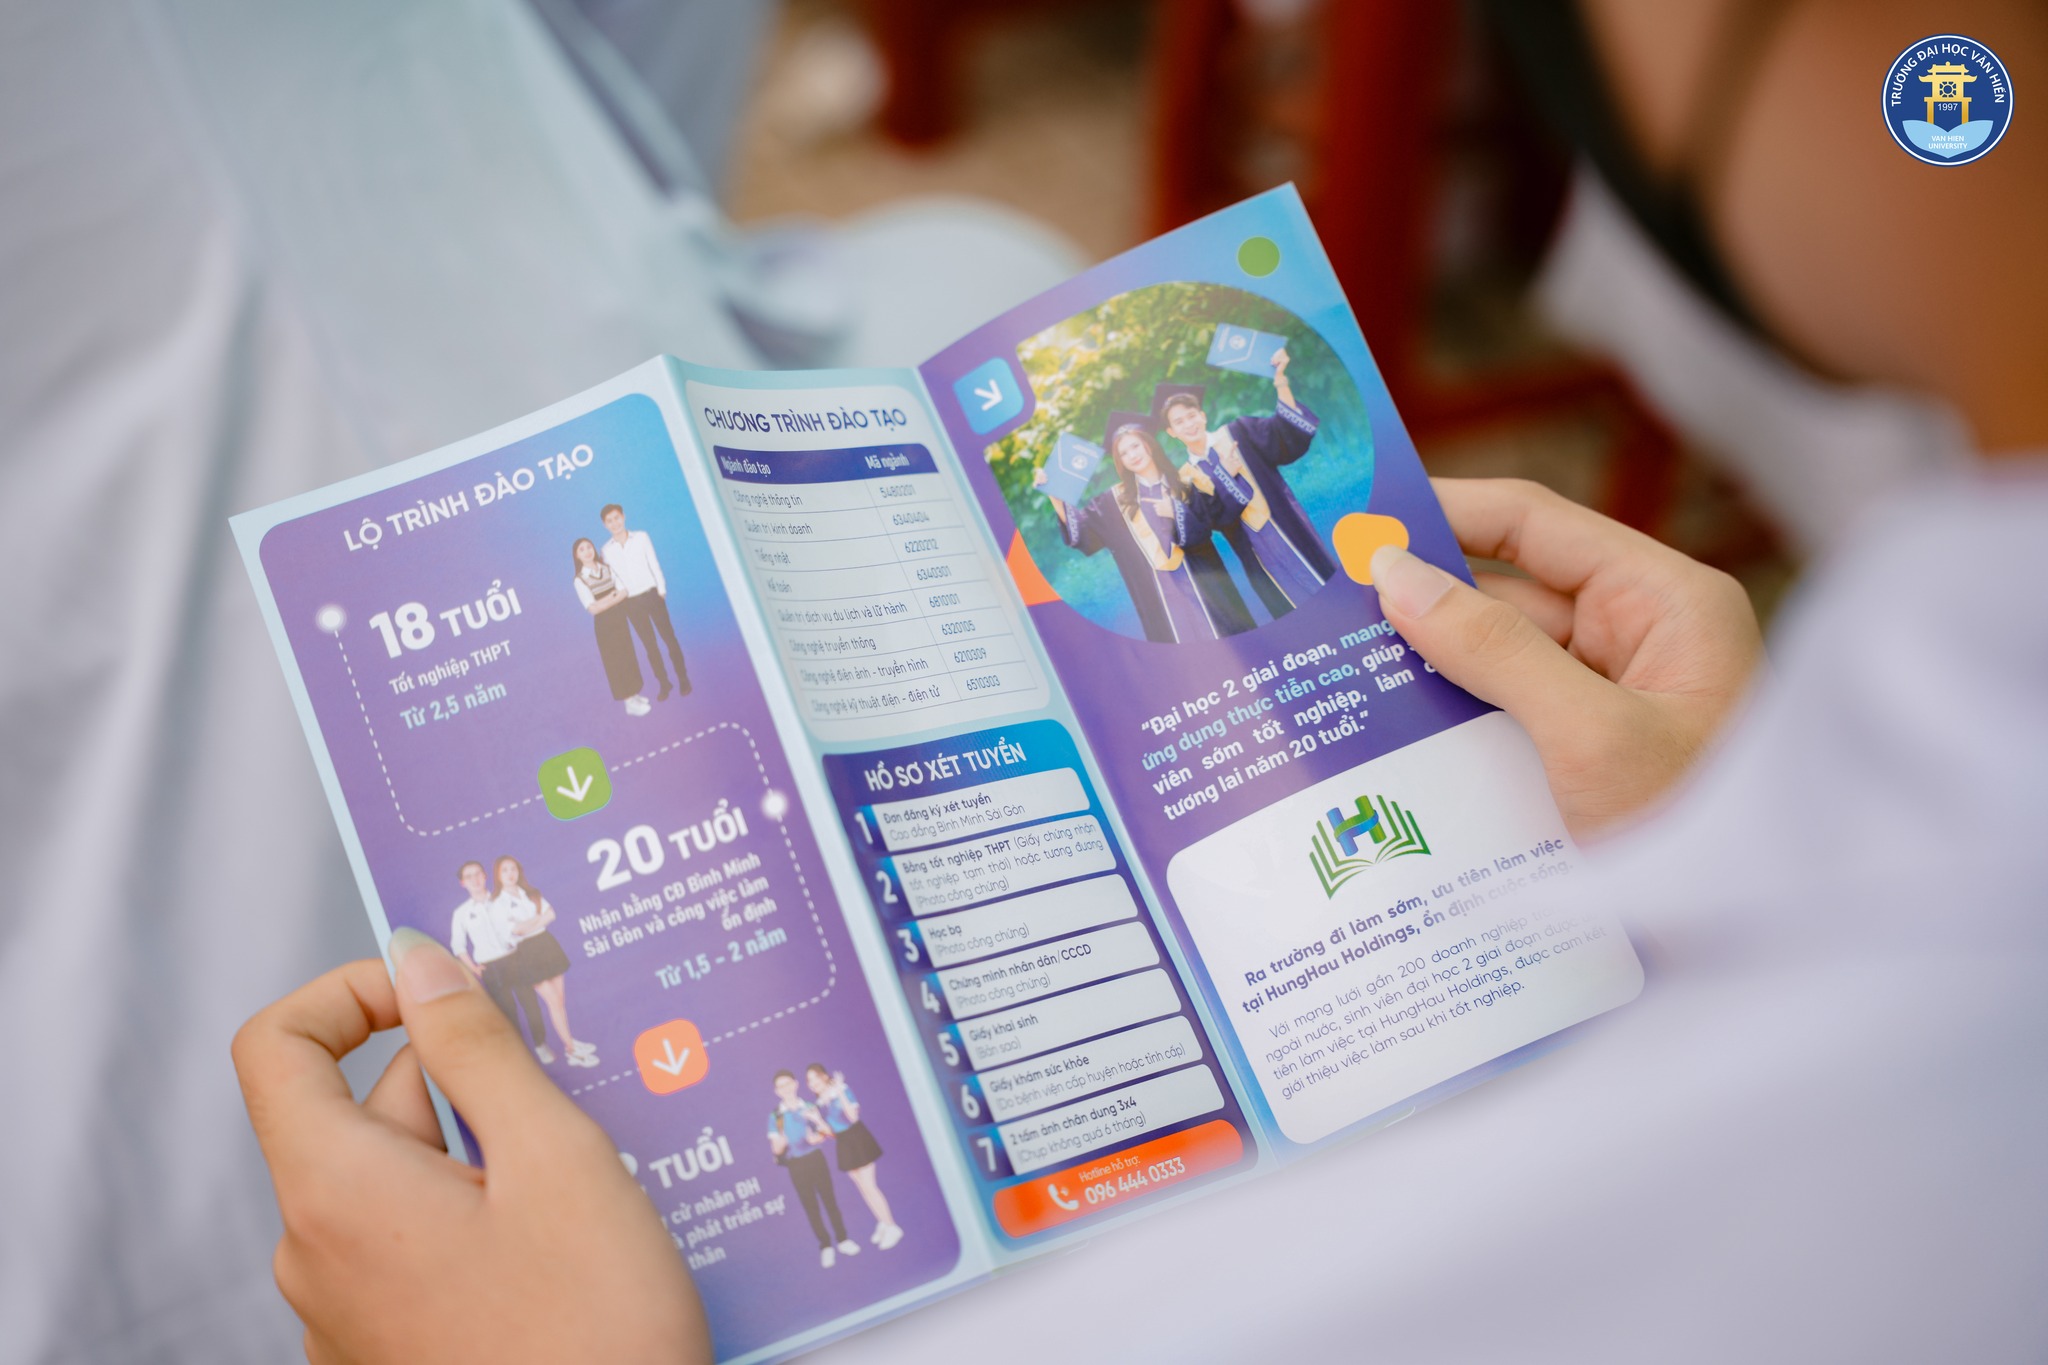 TRƯỜNG ĐẠI HỌC VĂN HIẾN
1997
VAN HIEN
UNIVERSITY
LỘ TRÌNH ĐÀO TẠO
18 TUỔI
Tốt nghiệp THPT
Từ 2,5 năm
20 TUỔI
Nhận bằng CĐ Bình Minh
Sài Gòn và công việc làm
ổn định
Từ 1,5 - 2 năm
TUỔI
cử nhân ĐH
phát triển sự
thân
CHƯƠNG TRÌNH ĐÀO TẠO
Ngành đào tạo Mã ngành
Công nghệ thông tin 5480201
Quản trị kinh doanh 6340404
Tiếng nhật 6220212
Kế toán 6340301
Quản trị dịch vụ du lịch và lữ hành 6810101
Công nghệ truyền thông 6320105
Công nghệ điện ảnh - truyền hình 6210309
Công nghệ kỹ thuật điện - điện tử 6510303
HỒ SƠ XÉT TUYỂN
1 Đơn đăng ký xét tuyển
Cao đẳng Bình Minh Sài Gòn
2 Bằng tốt nghiệp THPT (Giấy chứng nhận
tốt nghiệp tạm thời) hoặc tương đương
(Photo công chứng)
3 Học bạ
(Photo công chứng)
4 Chứng minh nhân dân/CCCD
(Photo công chứng)
5 Giấy khai sinh
(Bản sao)
6 Giấy khám sức khỏe
(Do bệnh viện cấp huyện hoặc tỉnh cấp)
7 2 tấm ảnh chân dung 3x4
(Chụp không quá 6 tháng)
Hotline hỗ trợ:
096 444 0333
“Đại học 2 giai đoạn, mang
ứng dụng thực tiễn cao, giúp
viên sớm tốt nghiệp, làm
tương lai năm 20 tuổi.”
H
Ra trường đi làm sớm, ưu tiên làm việc
tại HungHau Holdings, ổn định cuộc sống.
Với mạng lưới gần 200 doanh nghiệp
ngoài nước, sinh viên đại học 2 giai đoạn được
tiên làm việc tại HungHau Holdings, được cam kết
giới thiệu việc làm sau khi tốt nghiệp.